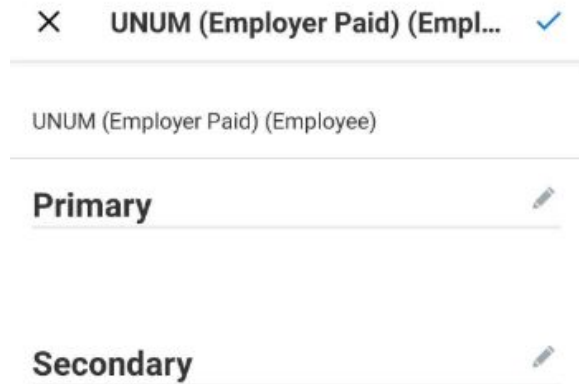 UNUM (Employer Paid) (Empl...
UNUM (Employer Paid) (Employee)
Primary
Secondary